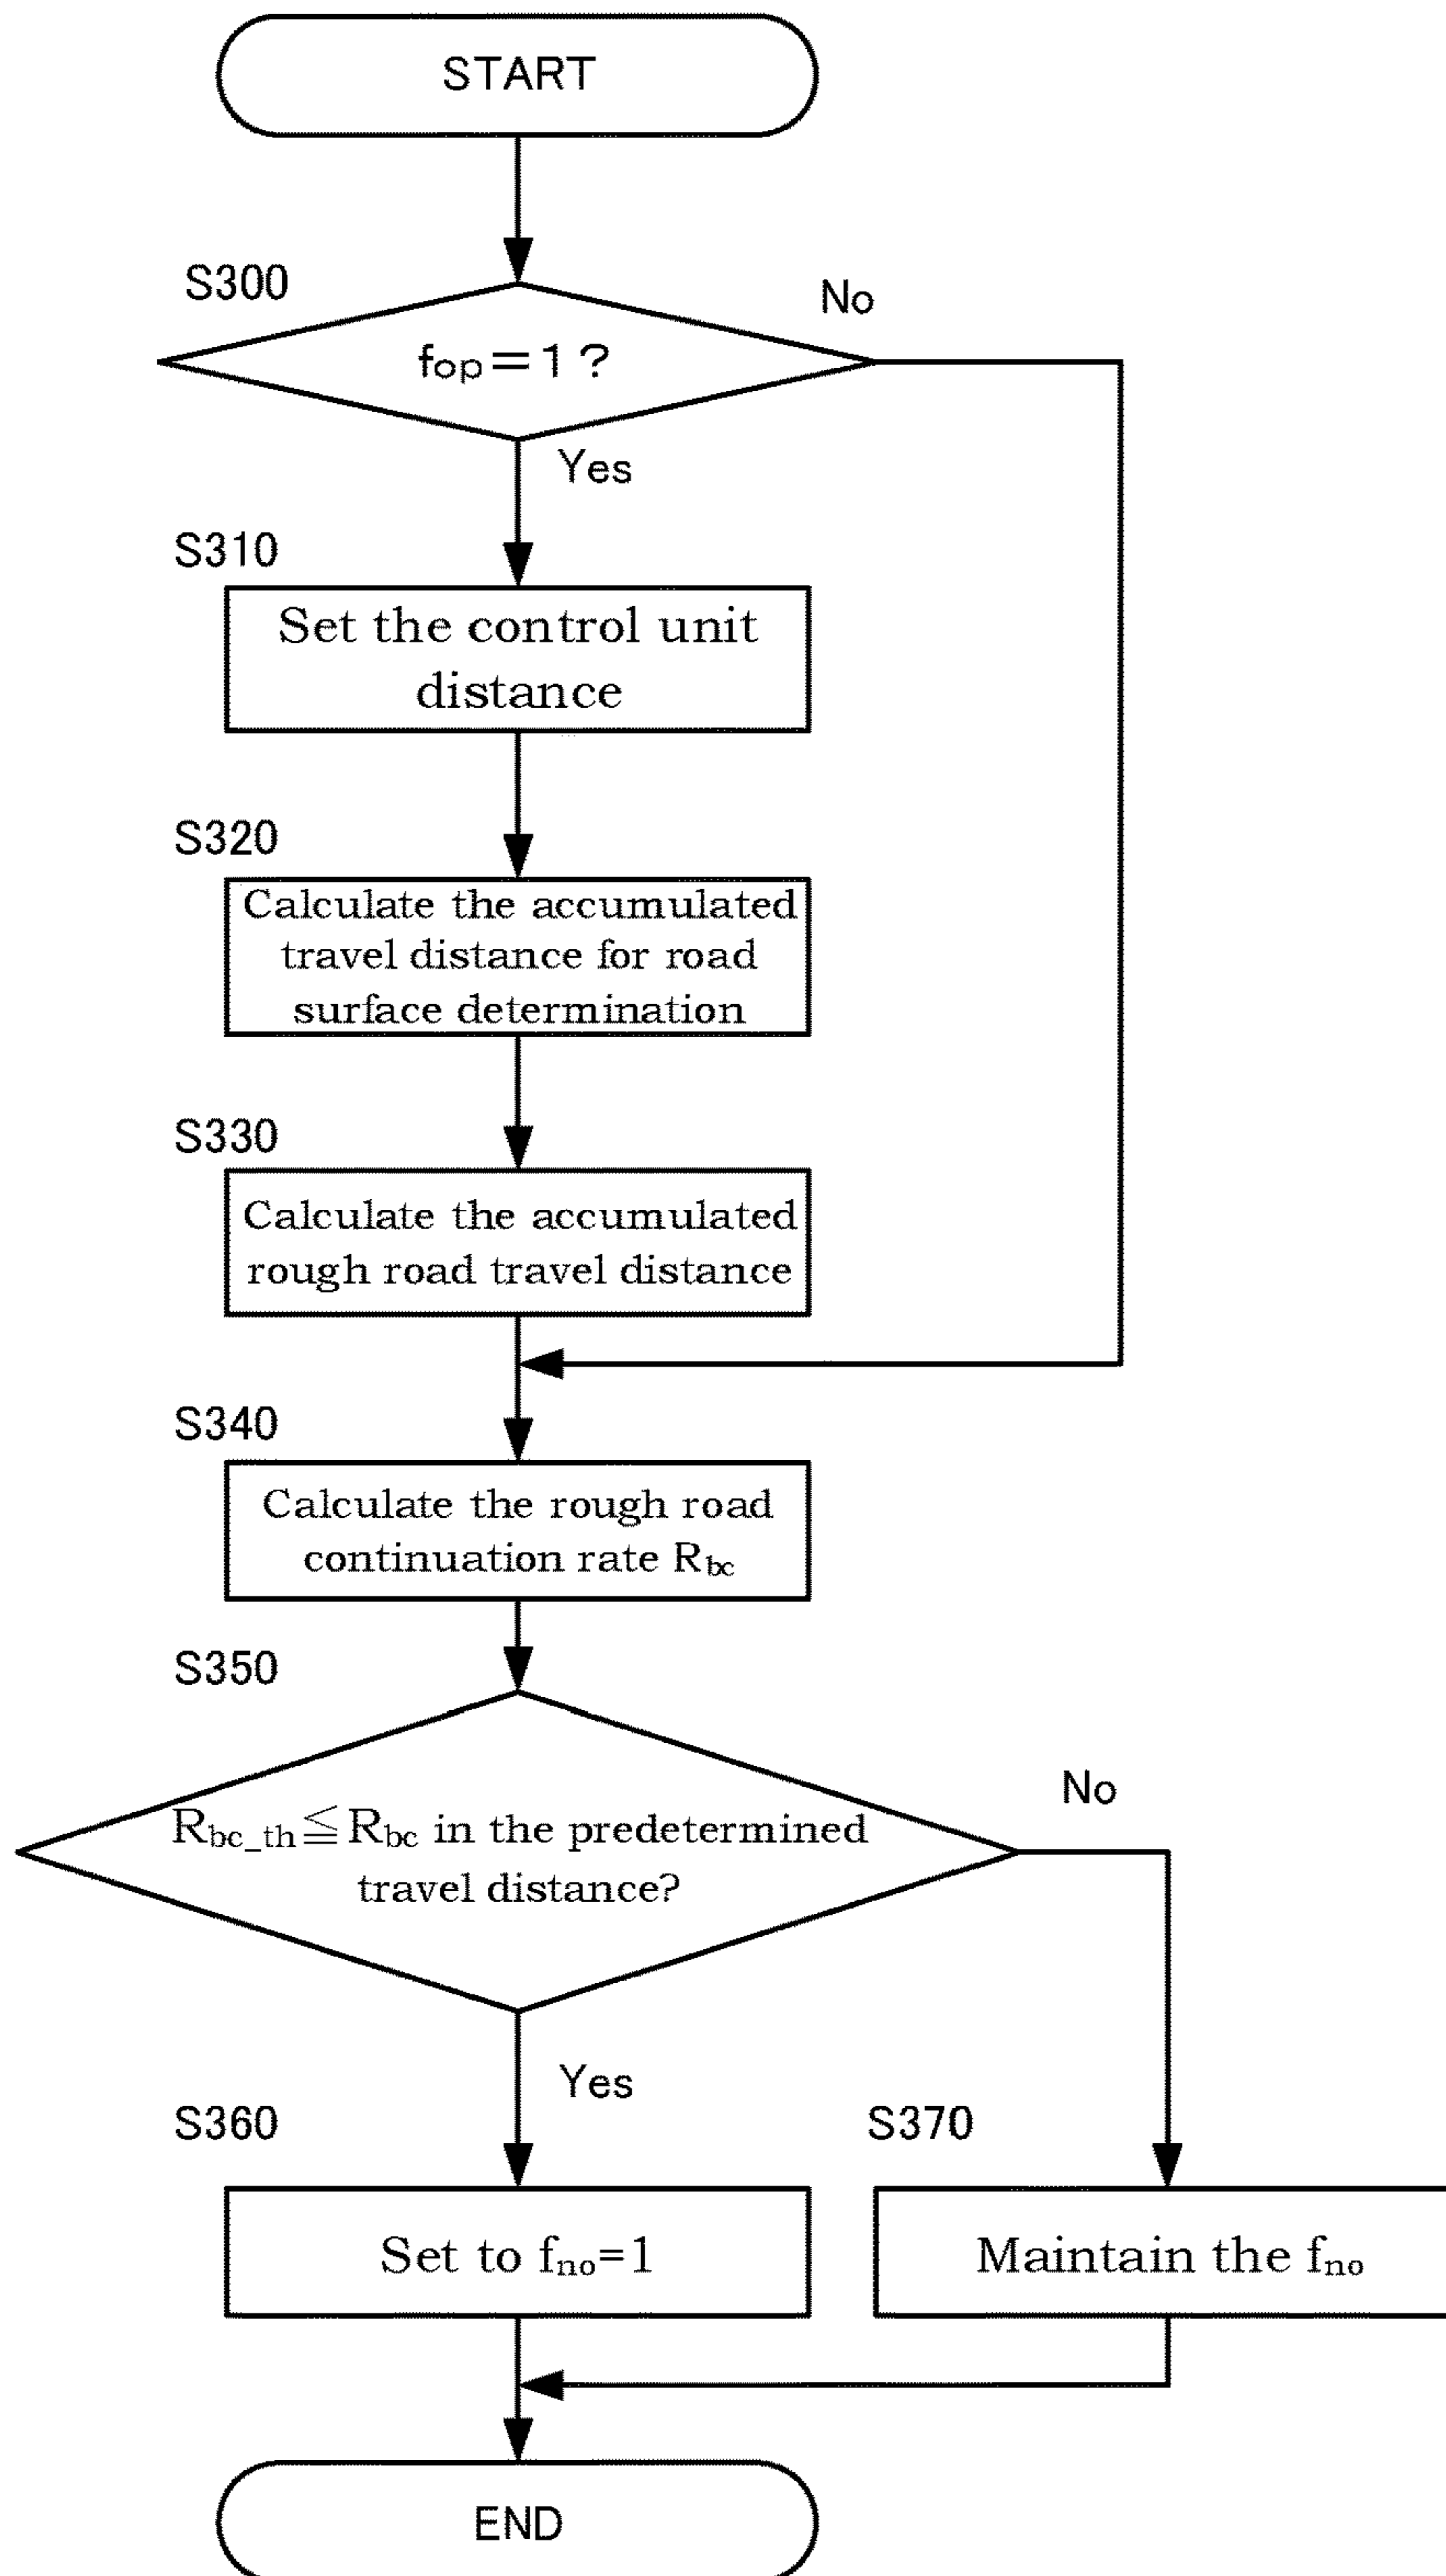 START
S300
No
fop＝1？
Yes
S310
Set the control unit
distance
S320
Calculate the accumulated
travel distance for road
surface determination
S330
Calculate the accumulated
rough road travel distance
S340
Calculate the rough road
continuation rate Rbc
S350
No
Rbc_th≦Rbc in the predetermined
travel distance?
Yes
S360
S370
Set to fno=1
Maintain the fno
END